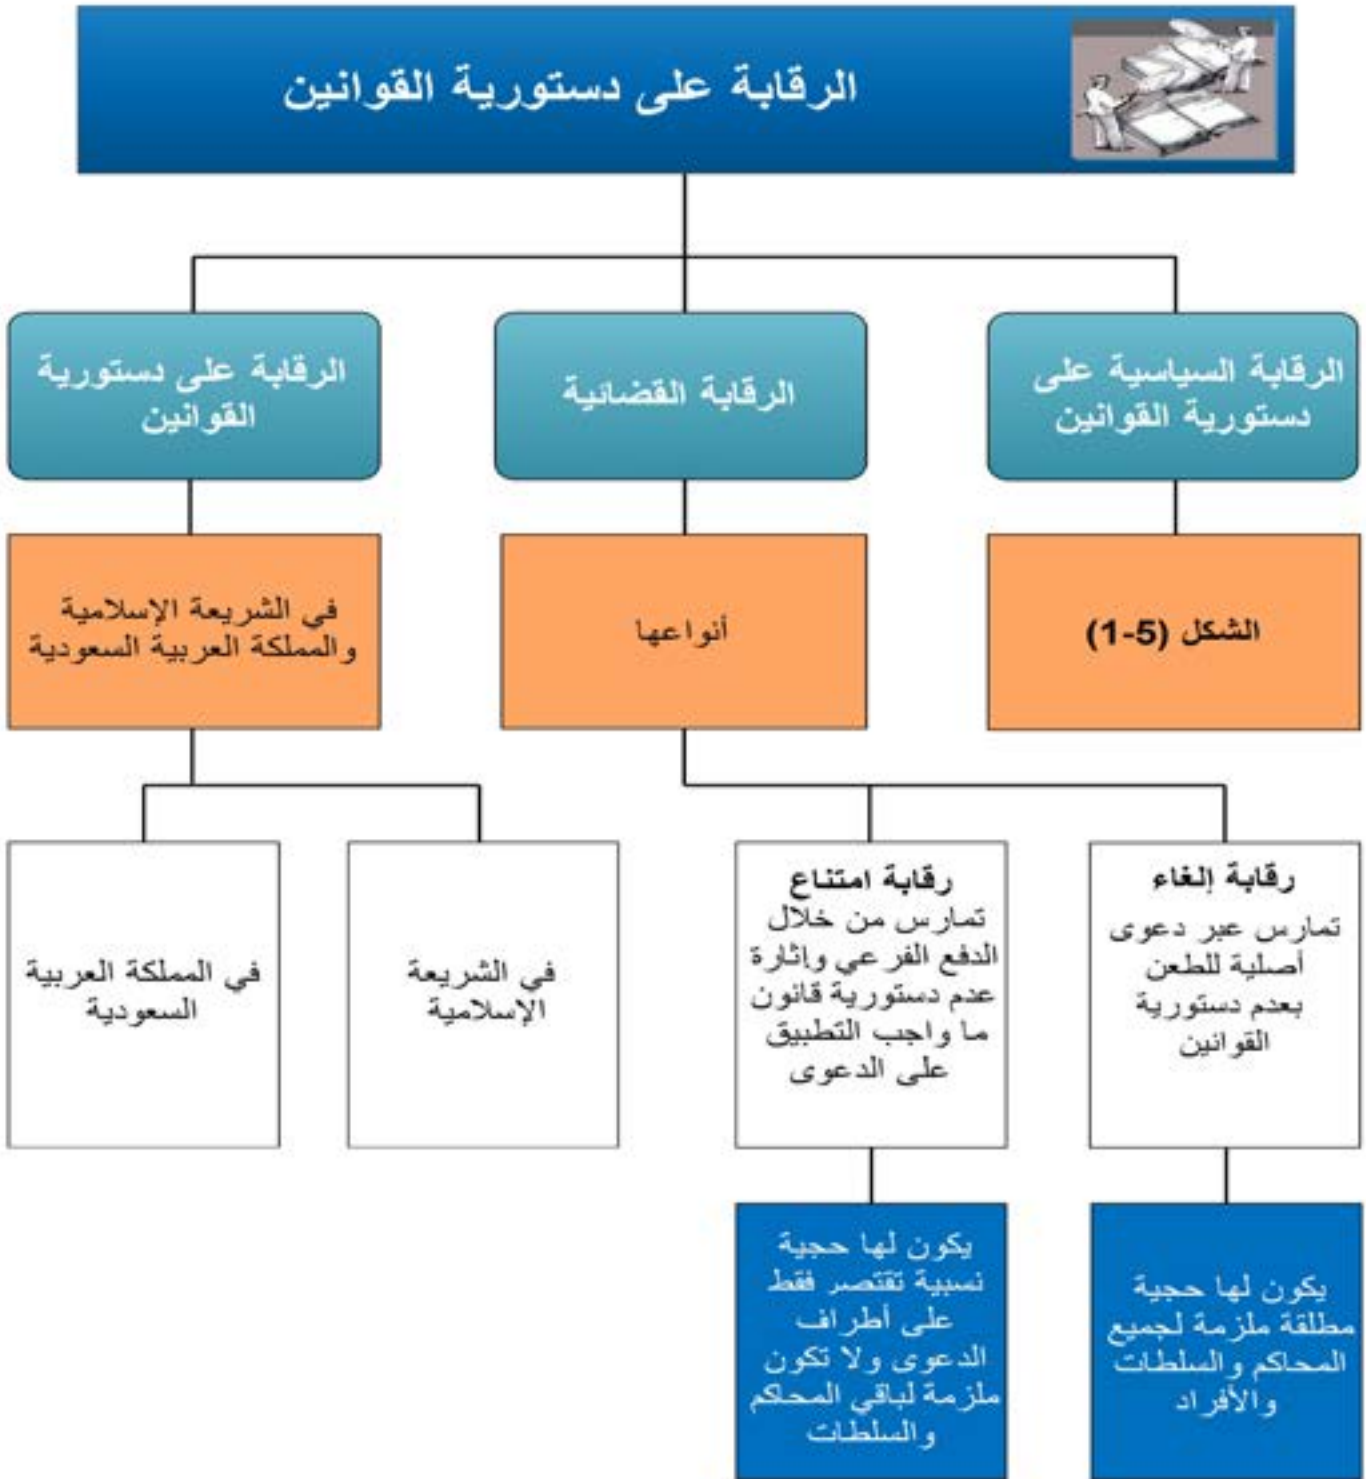 الرقابة على دستورية القوانين
الرقابة السياسية على
دستورية القوانين
الرقابة القضائية
الرقابة على دستورية
القوانين
الشكل (5-1)
أنواعها
في الشريعة الإسلامية
والمملكة العربية السعودية
رقابة إلغاء
تمارس عبر دعوى
أصلية للطعن
بعدم دستورية
القوانين
رقابة امتناع
تمارس من خلال
الدفع الفرعي وإثارة
عدم دستورية قانون
ما واجب التطبيق
على الدعوى
في الشريعة
الإسلامية
في المملكة العربية
السعودية
يكون لها حجية
مطلقة ملزمة لجميع
المحاكم والسلطات
والأفراد
يكون لها حجية
نسبية تقتصر فقط
على أطراف
الدعوى ولا تكون
ملزمة لباقي المحاكم
والسلطات